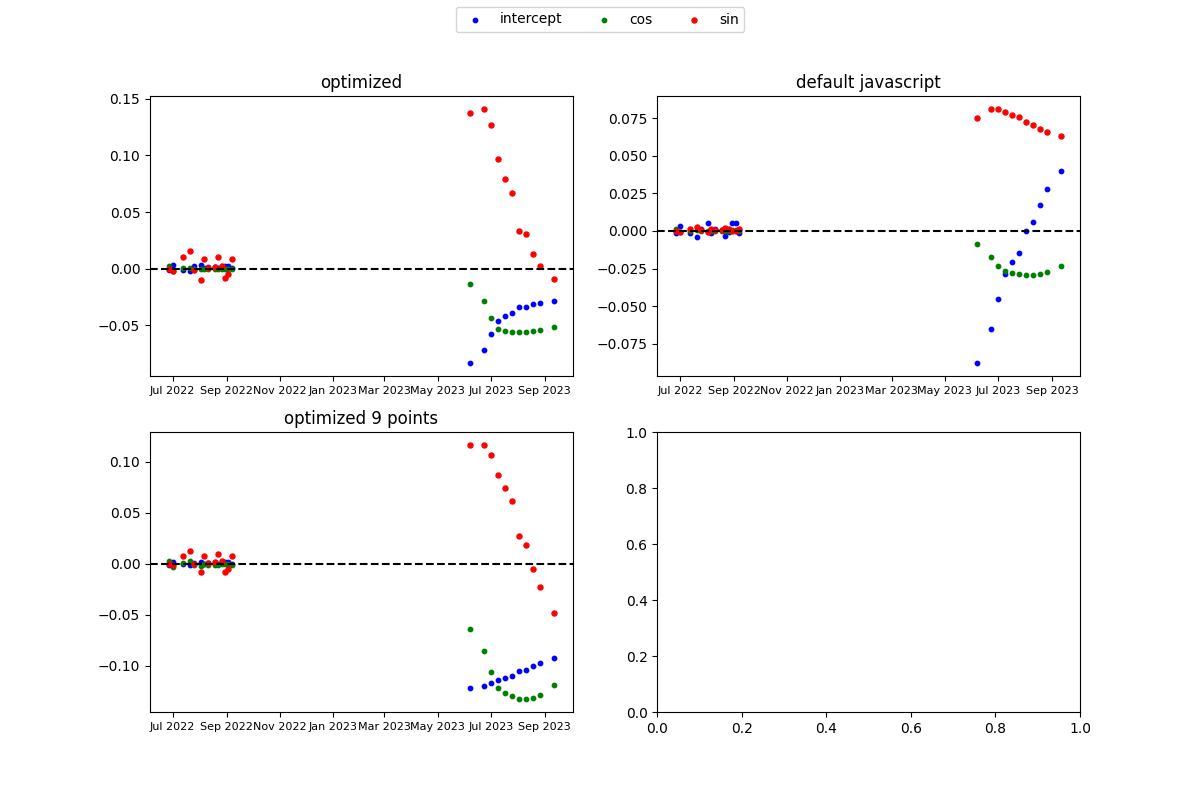 intercept cos sin
optimized
0.15
0.10
0.05
0.00
−0.05
Jul 2022 Sep 2022 Nov 2022 Jan 2023 Mar 2023 May 2023 Jul 2023 Sep 2023
default javascript
0.075
0.050
0.025
0.000
−0.025
−0.050
−0.075
Jul 2022 Sep 2022 Nov 2022 Jan 2023 Mar 2023 May 2023 Jul 2023 Sep 2023
optimized 9 points
0.10
0.05
0.00
−0.05
−0.10
Jul 2022 Sep 2022 Nov 2022 Jan 2023 Mar 2023 May 2023 Jul 2023 Sep 2023
1.0
0.8
0.6
0.4
0.2
0.0
0.0 0.2 0.4 0.6 0.8 1.0